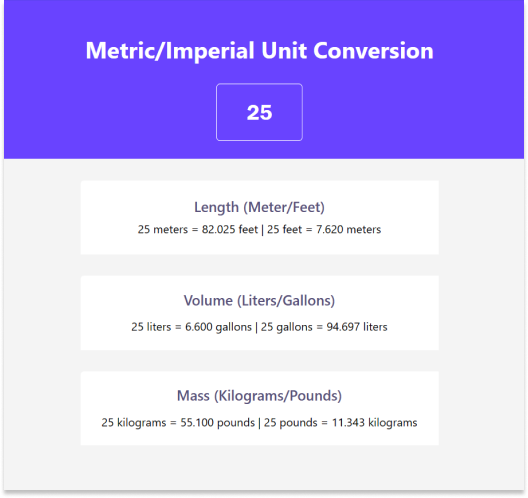 Metric/Imperial Unit Conversion
25
Length (Meter/Feet)
25 meters = 82.025 feet | 25 feet = 7.620 meters
Volume (Liters/Gallons)
25 liters = 6.600 gallons | 25 gallons = 94.697 liters
Mass (Kilograms/Pounds)
25 kilograms = 55.100 pounds | 25 pounds = 11.343 kilograms